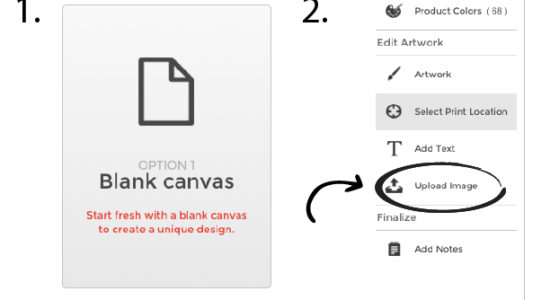 1.
OPTION 1
Blank canvas
Start fresh with a blank canvas
to create a unique design.
2.
Product Colors (68)
Edit Artwork
Artwork
Select Print Location
Add Text
Upload Image
Finalize
Add Notes